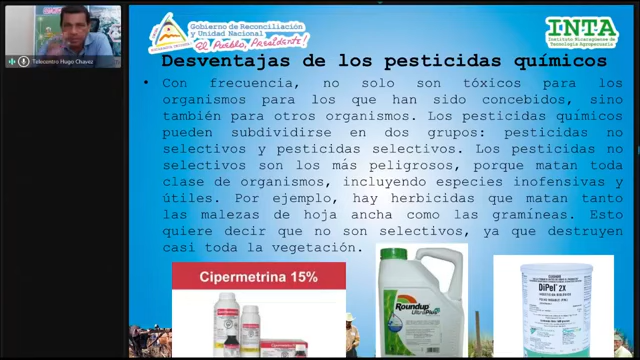 Telecentro Hugo Chavez
Gobierno de Reconciliación
y Unidad Nacional
El Pueblo, Presidente!
INTA
Instituto Nicaragüense de
Tecnología Agropecuaria
Desventajas de los pesticidas químicos
• Con frecuencia, no solo son tóxicos para los
organismos para los que han sido concebidos, sino
también para otros organismos. Los pesticidas químicos
pueden subdividirse en dos grupos: pesticidas no
selectivos y pesticidas selectivos. Los pesticidas no
selectivos son los más peligrosos, porque matan toda
clase de organismos, incluyendo especies inofensivas y
útiles. Por ejemplo, hay herbicidas que matan tanto
las malezas de hoja ancha como las gramíneas. Esto
quiere decir que no son selectivos, ya que destruyen
casi toda la vegetación.
Cipermetrina 15%
Roundup
UltraPlus
DiPel 2X